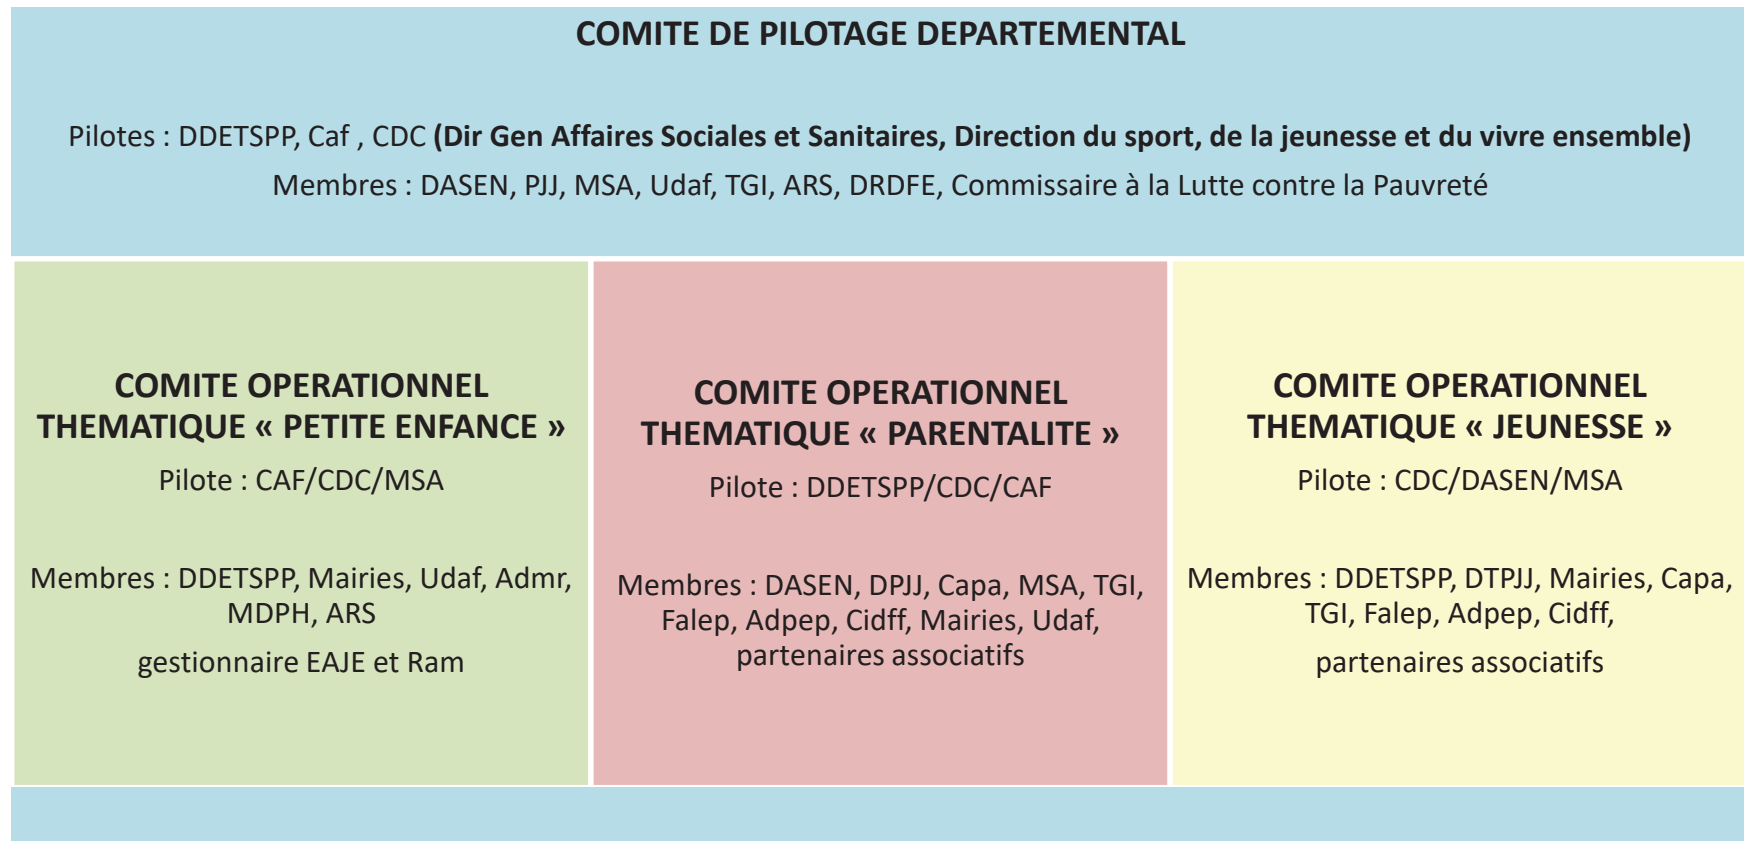 COMITE DE PILOTAGE DEPARTEMENTAL
Pilotes : DDETSPP, Caf , CDC (Dir Gen Affaires Sociales et Sanitaires, Direction du sport, de la jeunesse et du vivre ensemble)
Membres : DASEN, PJJ, MSA, Udaf, TGI, ARS, DRDFE, Commissaire à la Lutte contre la Pauvreté
COMITE OPERATIONNEL
THEMATIQUE « PETITE ENFANCE »
Pilote : CAF/CDC/MSA
Membres : DDETSPP, Mairies, Udaf, Admr,
MDPH, ARS
gestionnaire EAJE et Ram
COMITE OPERATIONNEL
THEMATIQUE « PARENTALITE »
Pilote : DDETSPP/CDC/CAF
Membres : DASEN, DPJJ, Capa, MSA, TGI,
Falep, Adpep, Cidff, Mairies, Udaf,
partenaires associatifs
COMITE OPERATIONNEL
THEMATIQUE « JEUNESSE »
Pilote : CDC/DASEN/MSA
Membres : DDETSPP, DTPJJ, Mairies, Capa,
TGI, Falep, Adpep, Cidff,
partenaires associatifs